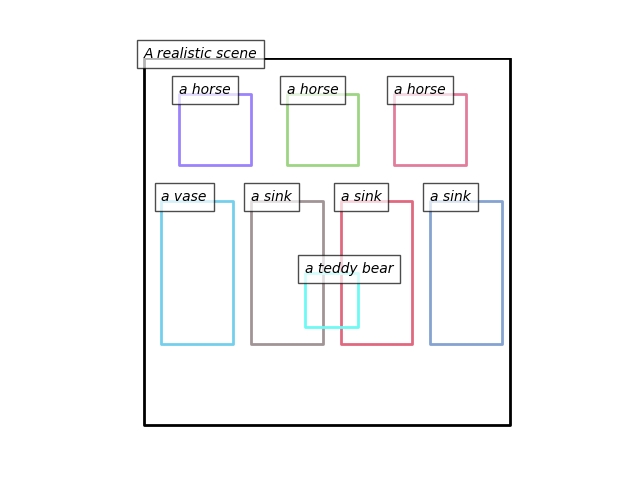 A realistic scene
a horse
a horse
a horse
a vase
a sink
a sink
a sink
a teddy bear